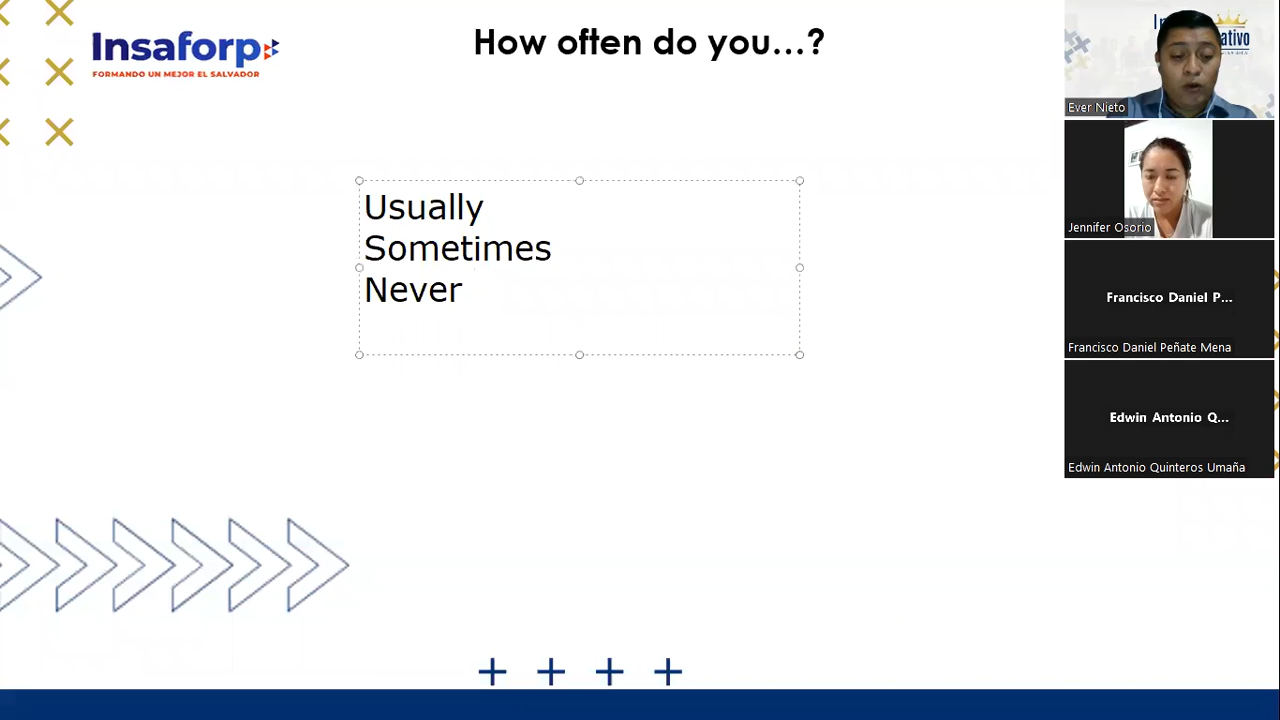 Insaforp
FORMANDO UN MEJOR EL SALVADOR
How often do you...?
Usually
Sometimes
Never
Ever Nieto
Jennifer Osorio
Francisco Daniel P...
Francisco Daniel Peñate Mena
Edwin Antonio Q...
Edwin Antonio Quinteros Umaña